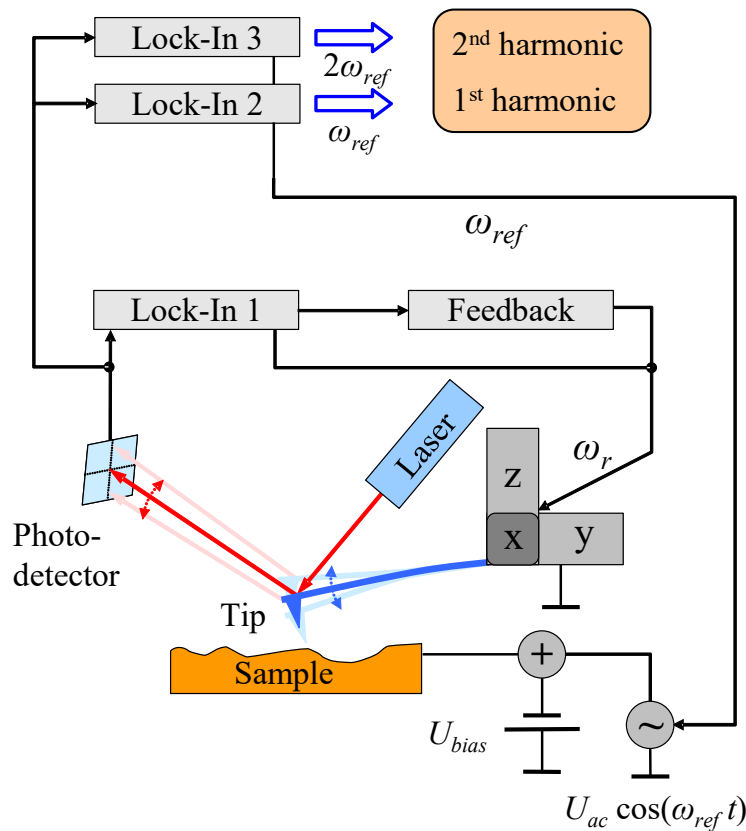 Lock-In 3
2ω_ref
2nd harmonic
Lock-In 2
ω_ref
1st harmonic
ω_ref
Lock-In 1
Feedback
Laser
ω_r
z
x
y
Photo-
detector
Tip
Sample
+
U_bias
~
U_ac cos(ω_ref t)